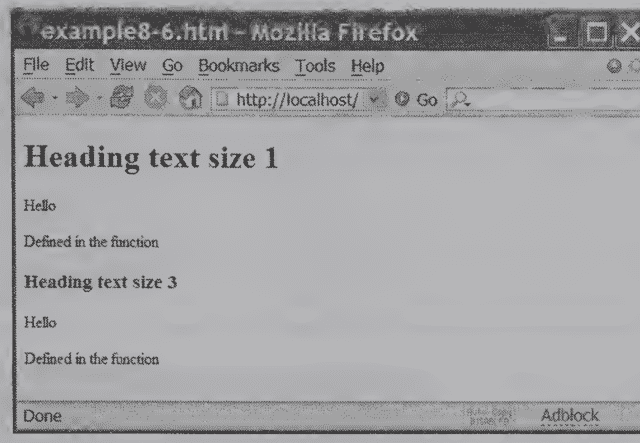 example8-6.htm - Mozilla Firefox
File Edit View Go Bookmarks Tools Help
http://localhost/ Go
Heading text size 1
Hello
Defined in the function
Heading text size 3
Hello
Defined in the function
Done Adblock